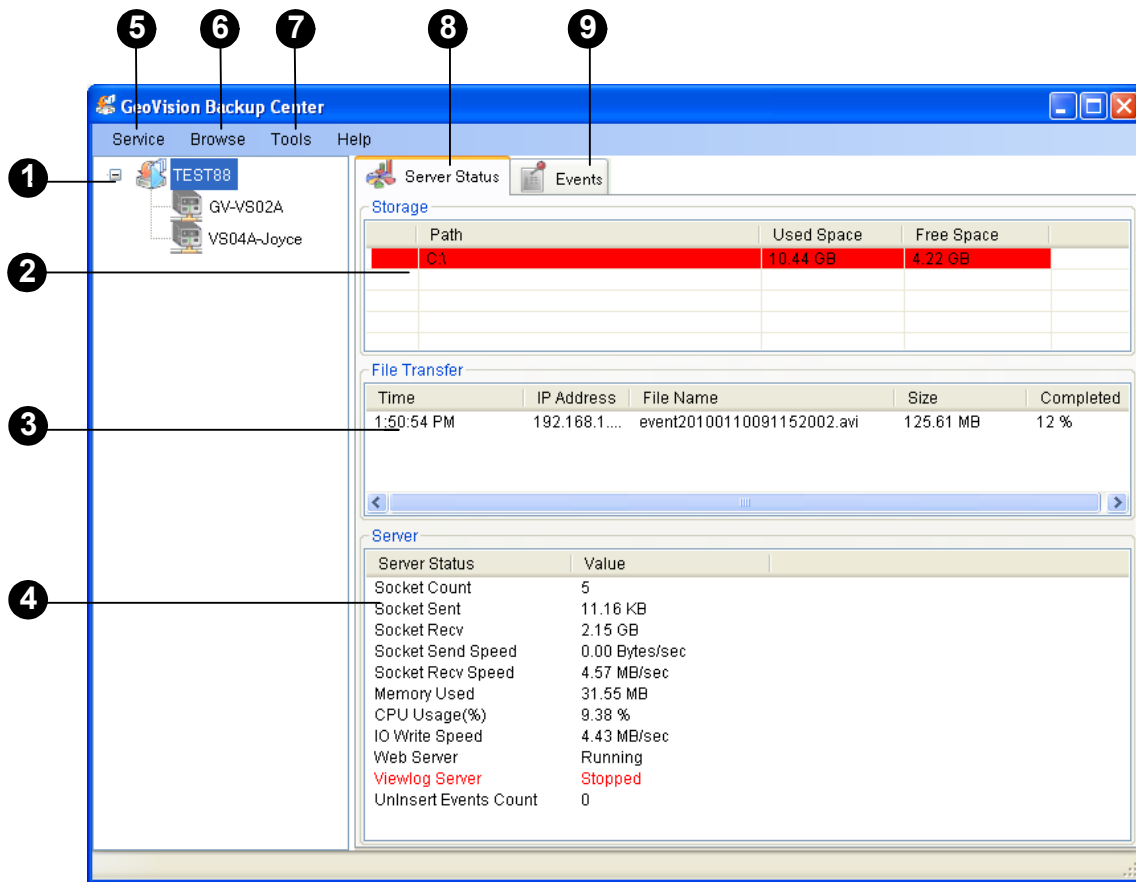 5 6 7 8 9
GeoVision Backup Center
Service Browse Tools Help
1
TEST88
GV-VS02A
VS04A-Joyce
Server Status Events
Storage
Path Used Space Free Space
C:\ 10.44 GB 4.22 GB
2
File Transfer
Time IP Address File Name Size Completed
1:50:54 PM 192.168.1.... event20100110091152002.avi 125.61 MB 12 %
3
Server
Server Status Value
Socket Count 5
4
Socket Sent 11.16 KB
Socket Recv 2.15 GB
Socket Send Speed 0.00 Bytes/sec
Socket Recv Speed 4.57 MB/sec
Memory Used 31.55 MB
CPU Usage(%) 9.38 %
IO Write Speed 4.43 MB/sec
Web Server Running
Viewlog Server Stopped
UnInsert Events Count 0